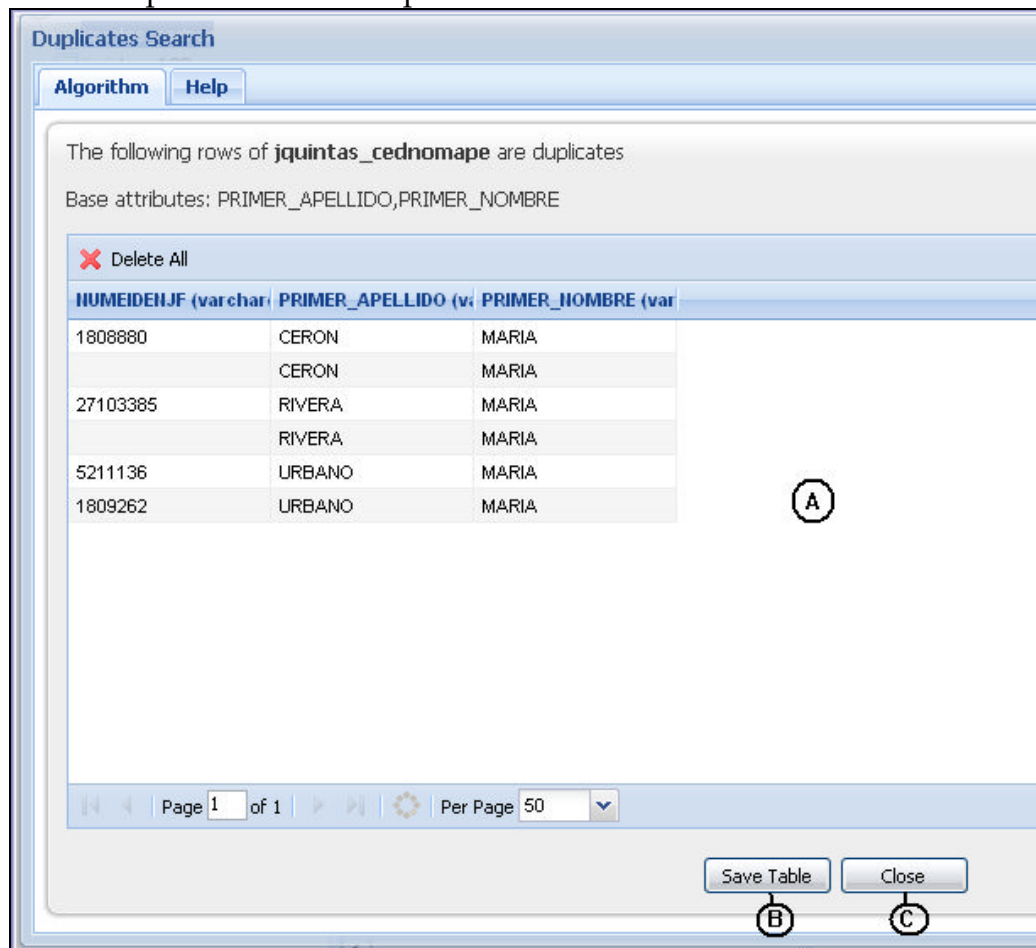 Duplicates Search
Algorithm Help
The following rows of jquintas_cednomape are duplicates
Base attributes: PRIMER_APELLIDO,PRIMER_NOMBRE
Delete All
NUMEIDENJF (varchar( PRIMER_APELLIDO (va PRIMER_NOMBRE (var
1808880 CERON MARIA
CERON MARIA
27103385 RIVERA MARIA
RIVERA MARIA
5211136 URBANO MARIA
1809262 URBANO MARIA
A
Page 1 of 1 Per Page 50
Save Table Close
B C